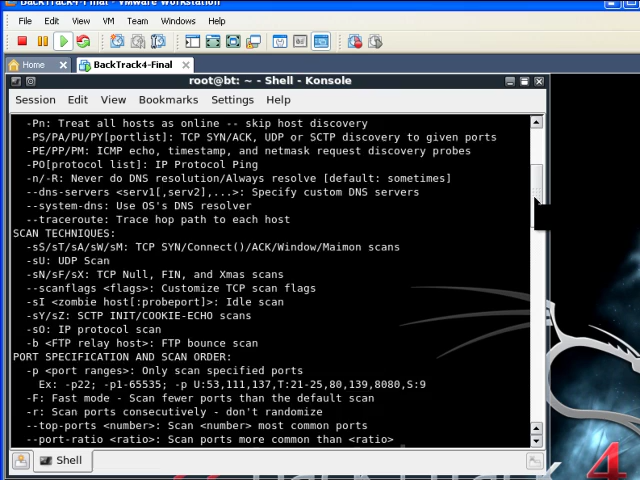 BackTrack4-Final - VMware Workstation
File Edit View VM Team Windows Help
Home BackTrack4-Final
root@bt: ~ - Shell - Konsole
Session Edit View Bookmarks Settings Help
-Pn: Treat all hosts as online -- skip host discovery
-PS/PA/PU/PY[portlist]: TCP SYN/ACK, UDP or SCTP discovery to given ports
-PE/PP/PM: ICMP echo, timestamp, and netmask request discovery probes
-PO[protocol list]: IP Protocol Ping
-n/-R: Never do DNS resolution/Always resolve [default: sometimes]
--dns-servers <serv1[,serv2],...>: Specify custom DNS servers
--system-dns: Use OS's DNS resolver
--traceroute: Trace hop path to each host
SCAN TECHNIQUES:
-sS/sT/sA/sW/sM: TCP SYN/Connect()/ACK/Window/Maimon scans
-sU: UDP Scan
-sN/sF/sX: TCP Null, FIN, and Xmas scans
--scanflags <flags>: Customize TCP scan flags
-sI <zombie host[:probeport]>: Idle scan
-sY/sZ: SCTP INIT/COOKIE-ECHO scans
-sO: IP protocol scan
-b <FTP relay host>: FTP bounce scan
PORT SPECIFICATION AND SCAN ORDER:
-p <port ranges>: Only scan specified ports
Ex: -p22; -p1-65535; -p U:53,111,137,T:21-25,80,139,8080,S:9
-F: Fast mode - Scan fewer ports than the default scan
-r: Scan ports consecutively - don't randomize
--top-ports <number>: Scan <number> most common ports
--port-ratio <ratio>: Scan ports more common than <ratio>
Shell
4